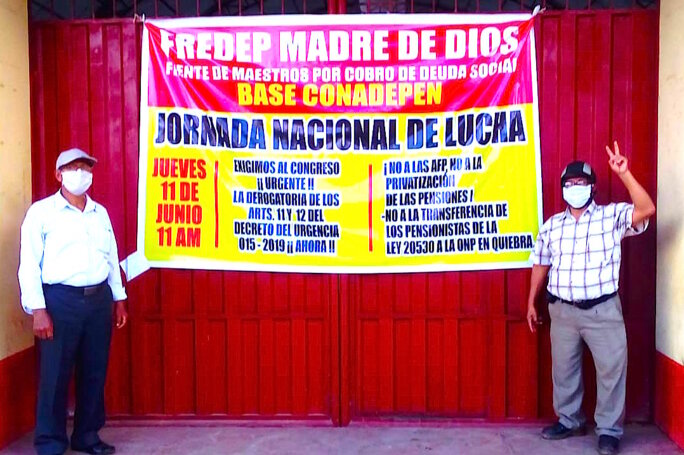 FREDEP MADRE DE DIOS
FRENTE DE MAESTROS POR COBRO DE DEUDA SOCIAL
BASE CONADEPEN
JORNADA NACIONAL DE LUCHA
JUEVES
11 DE
JUNIO
11 AM
EXIGIMOS AL CONGRESO
¡¡ URGENTE !!
LA DEROGATORIA DE LOS
ARTS. 11 Y 12 DEL
DECRETO DEL URGENCIA
015 - 2019 ¡¡ AHORA !!
¡ NO A LAS AFP, NO A LA
PRIVATIZACIÓN
DE LAS PENSIONES /
-NO A LA TRANSFERENCIA DE
LOS PENSIONISTAS DE LA
LEY 20530 A LA ONP EN QUIEBRA